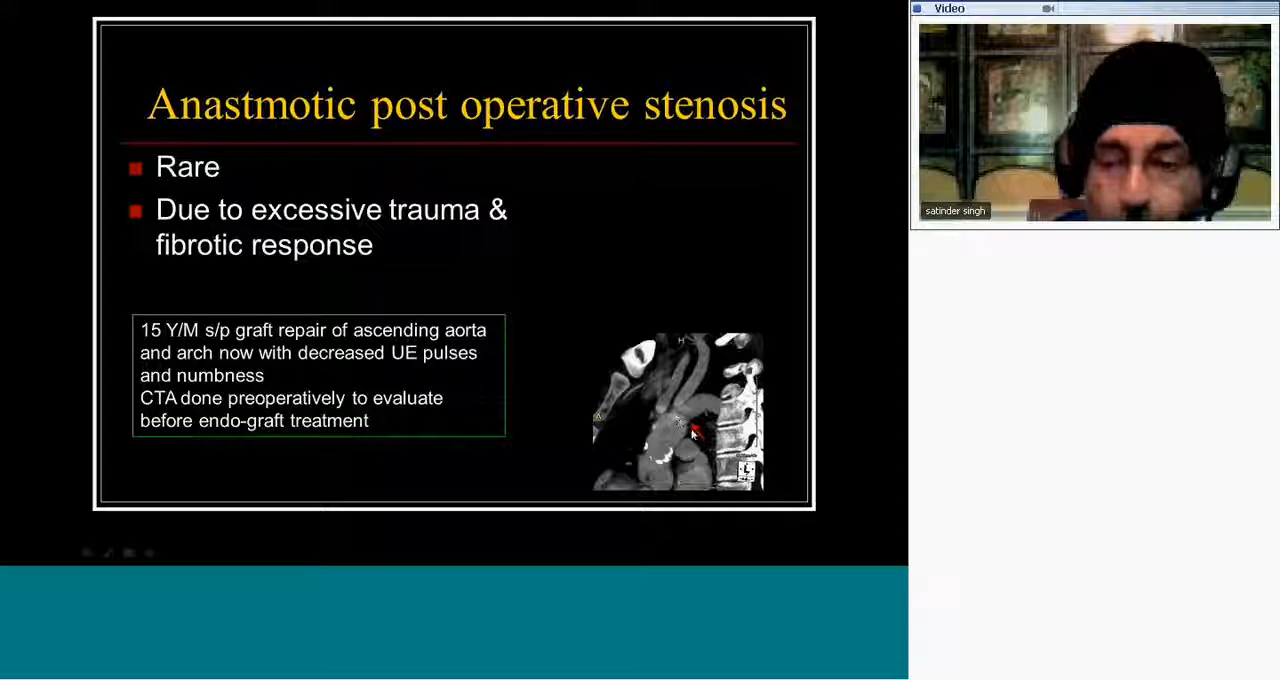 Video
Anastmotic post operative stenosis
Rare
Due to excessive trauma &
fibrotic response
15 Y/M s/p graft repair of ascending aorta
and arch now with decreased UE pulses
and numbness
CTA done preoperatively to evaluate
before endo-graft treatment
H
A
L
satinder singh